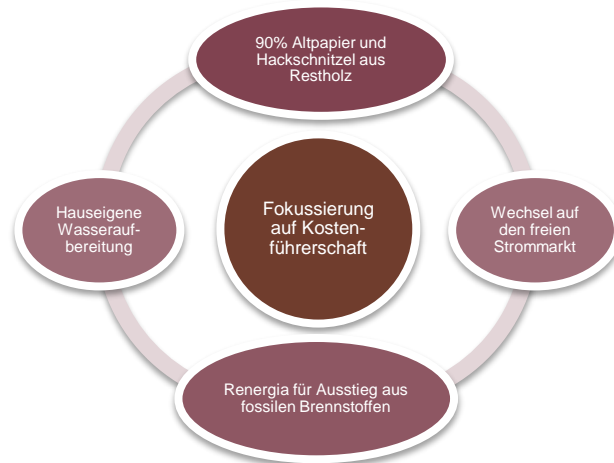 90% Altpapier und
Hackschnitzel aus
Restholz
Hauseigene
Wasserauf-
bereitung
Fokussierung
auf Kosten-
führerschaft
Wechsel auf
den freien
Strommarkt
Renergia für Ausstieg aus
fossilen Brennstoffen